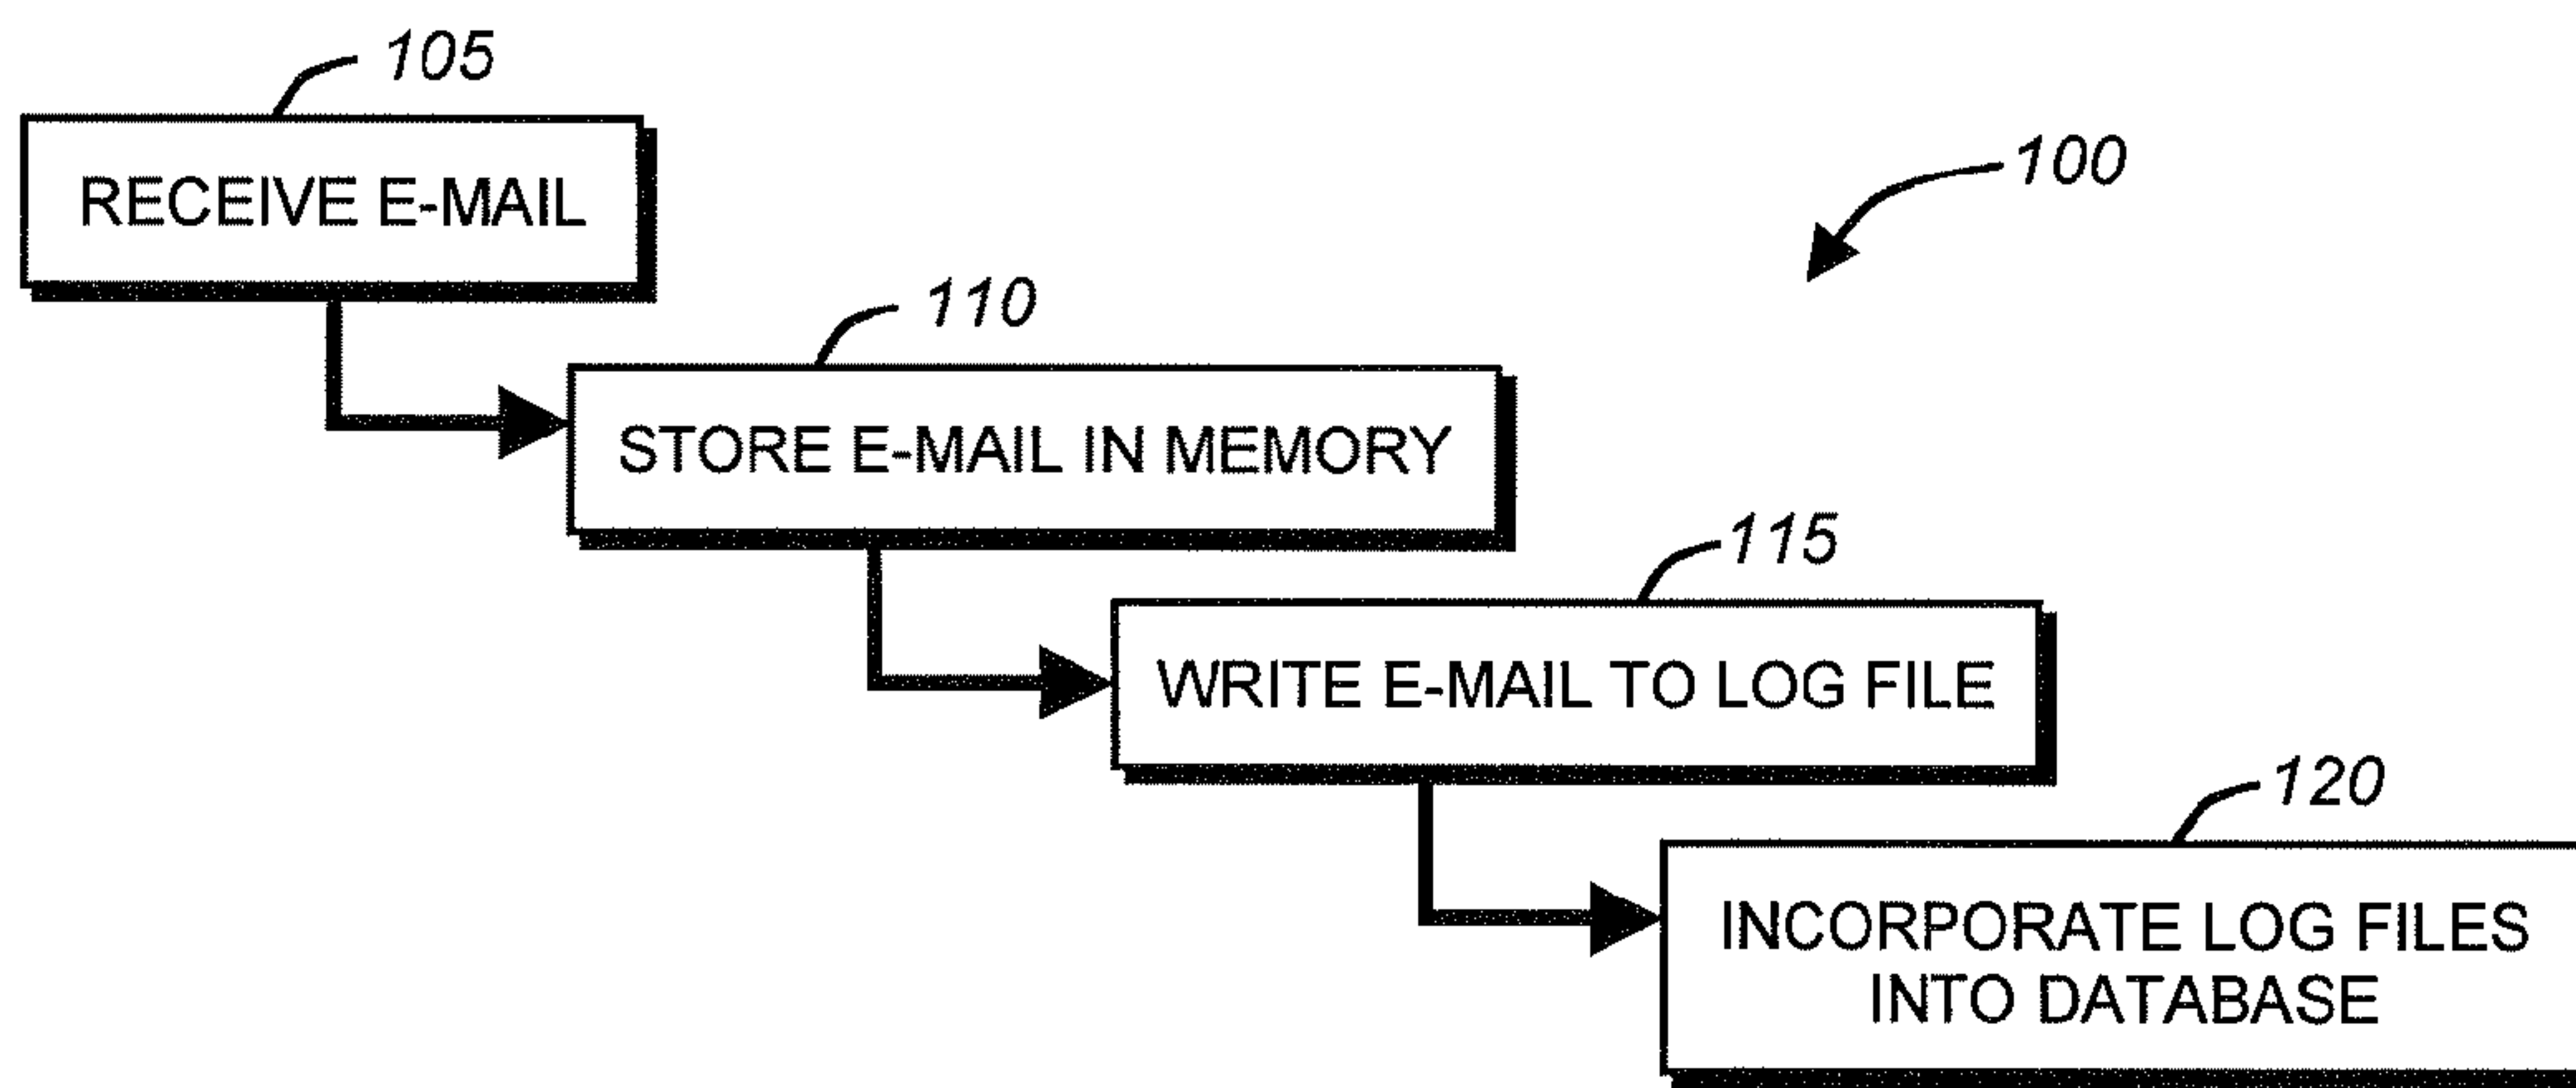 105
RECEIVE E-MAIL
100
110
STORE E-MAIL IN MEMORY
115
WRITE E-MAIL TO LOG FILE
120
INCORPORATE LOG FILES
INTO DATABASE